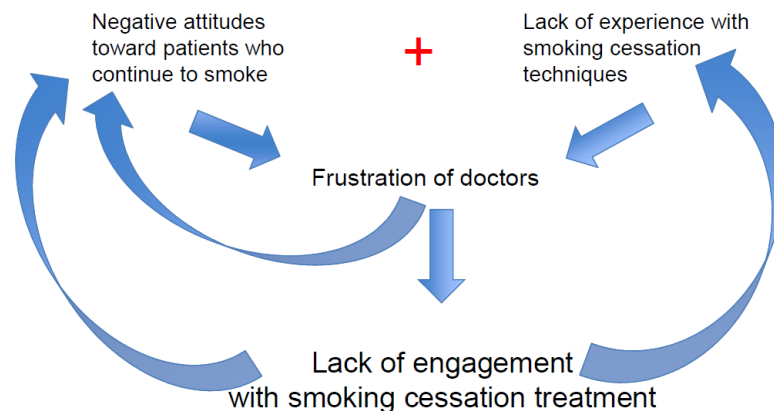 Negative attitudes
toward patients who
continue to smoke
+
Lack of experience with
smoking cessation
techniques
Frustration of doctors
Lack of engagement
with smoking cessation treatment